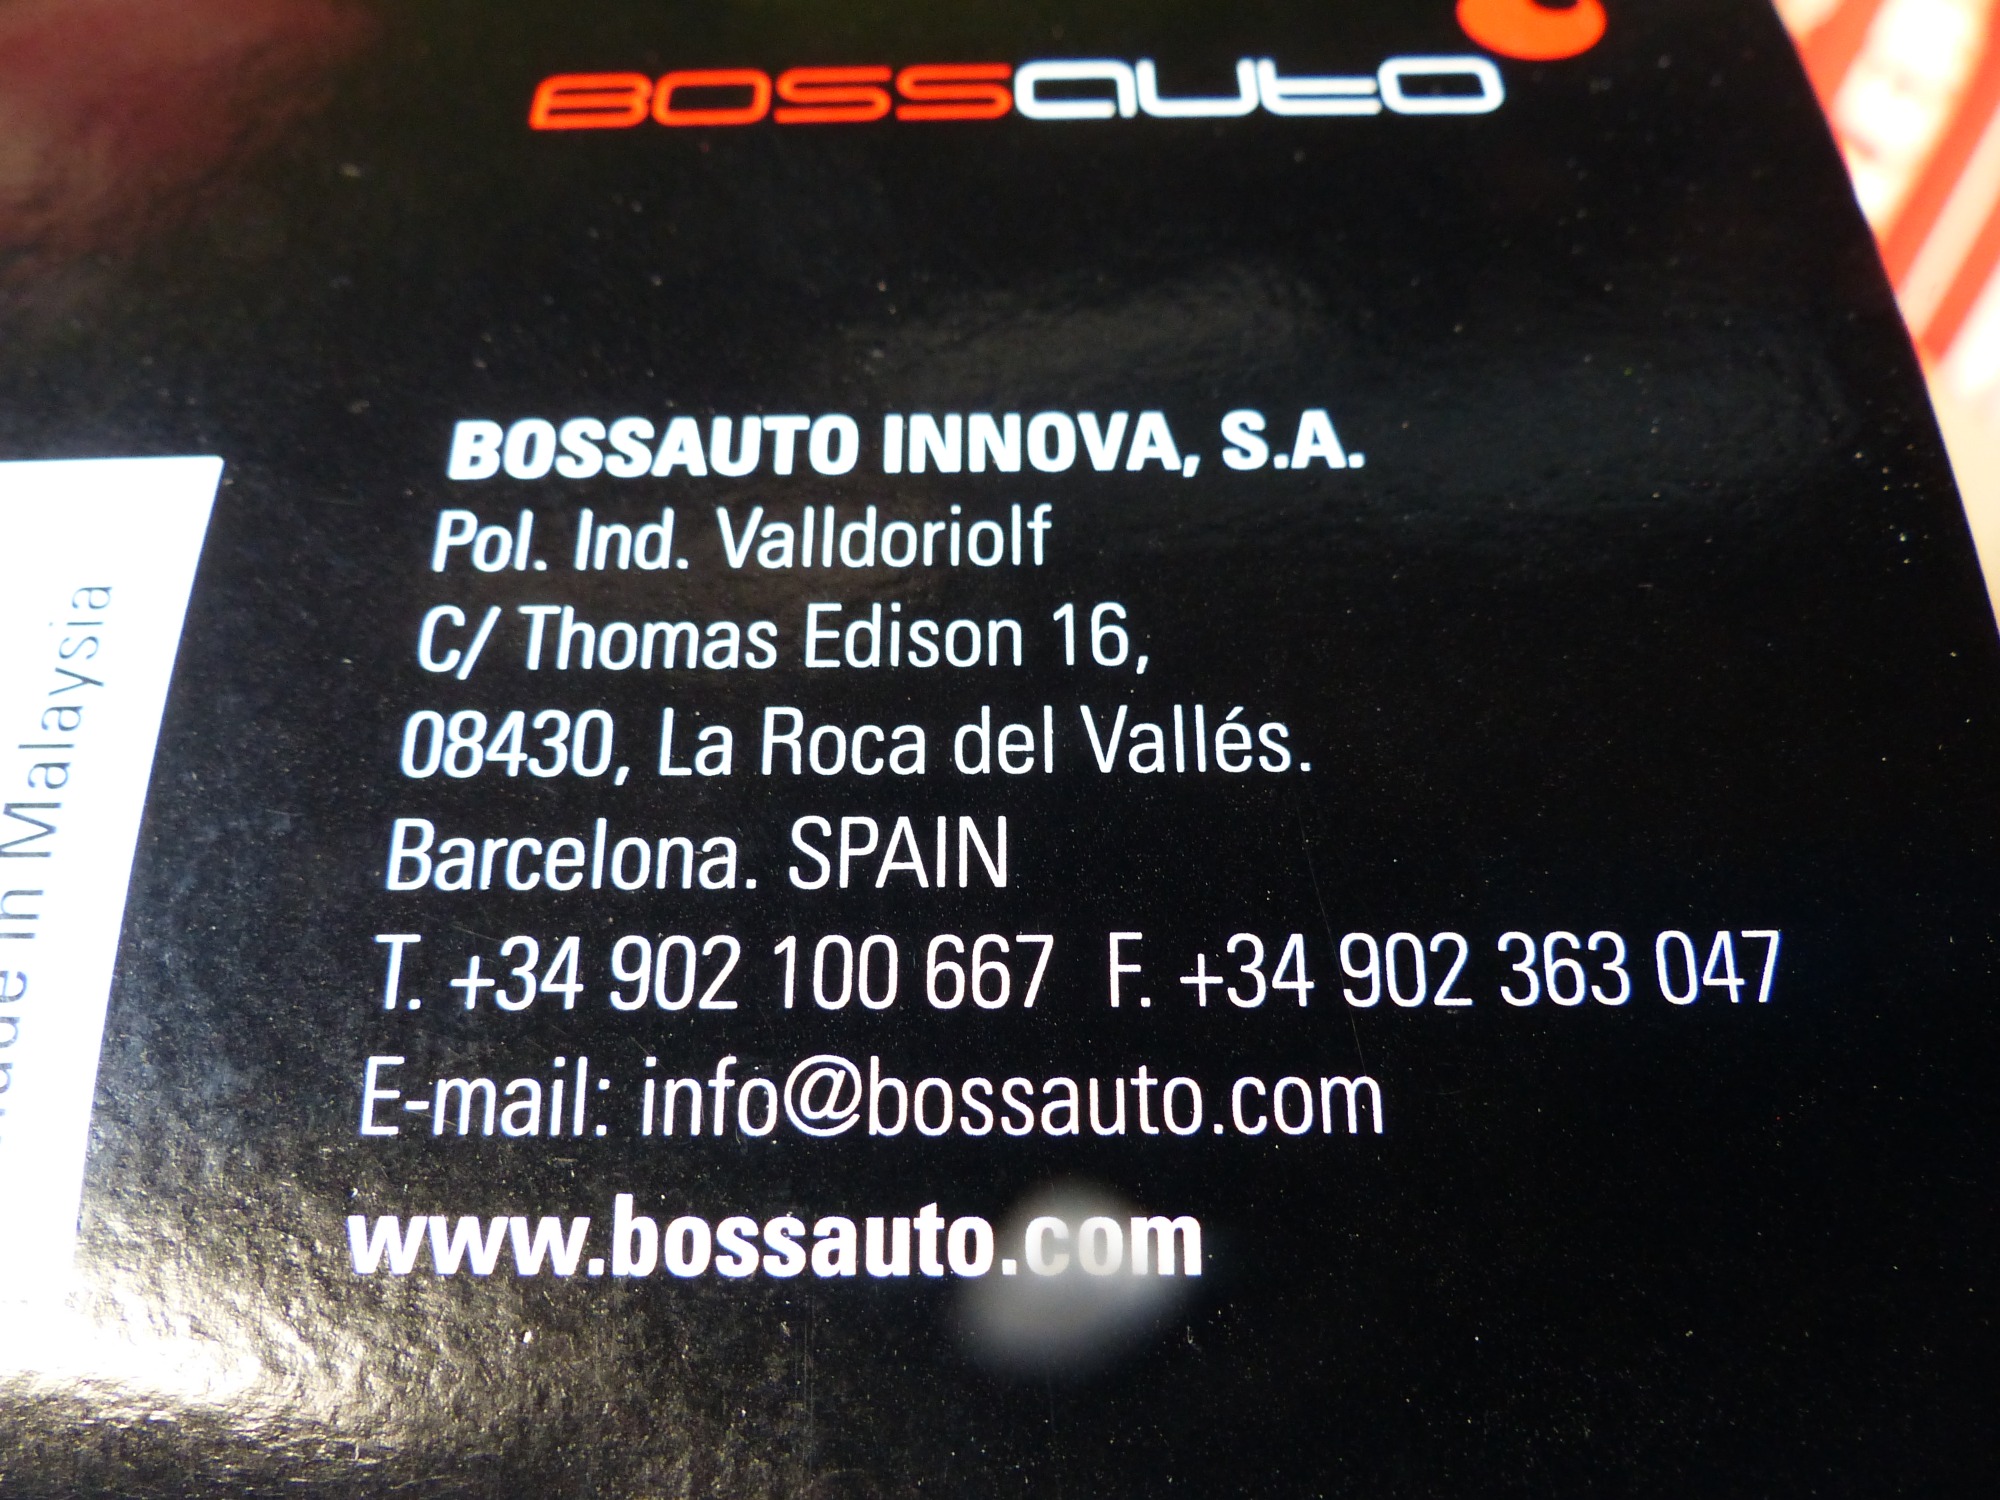 BOSSAUTO
BOSSAUTO INNOVA, S.A.
Pol. Ind. Valldoriolf
C/ Thomas Edison 16,
08430, La Roca del Vallés.
Barcelona. SPAIN
T. +34 902 100 667 F. +34 902 363 047
E-mail: info@bossauto.com
www.bossauto.com
in Malaysia